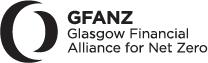 GFANZ
Glasgow Financial
Alliance for Net Zero